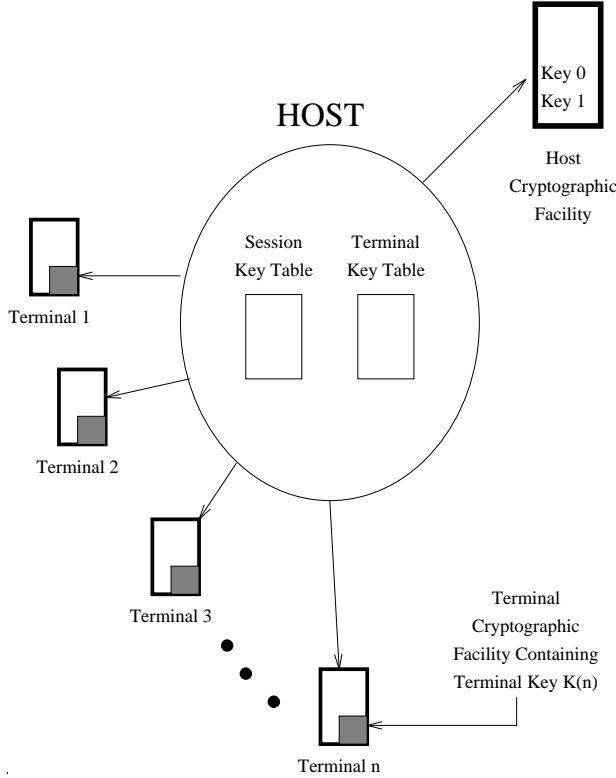 HOST
Key 0
Key 1
Host
Cryptographic
Facility
Session
Key Table
Terminal
Key Table
Terminal 1
Terminal 2
Terminal 3
Terminal
Cryptographic
Facility Containing
Terminal Key K(n)
Terminal n